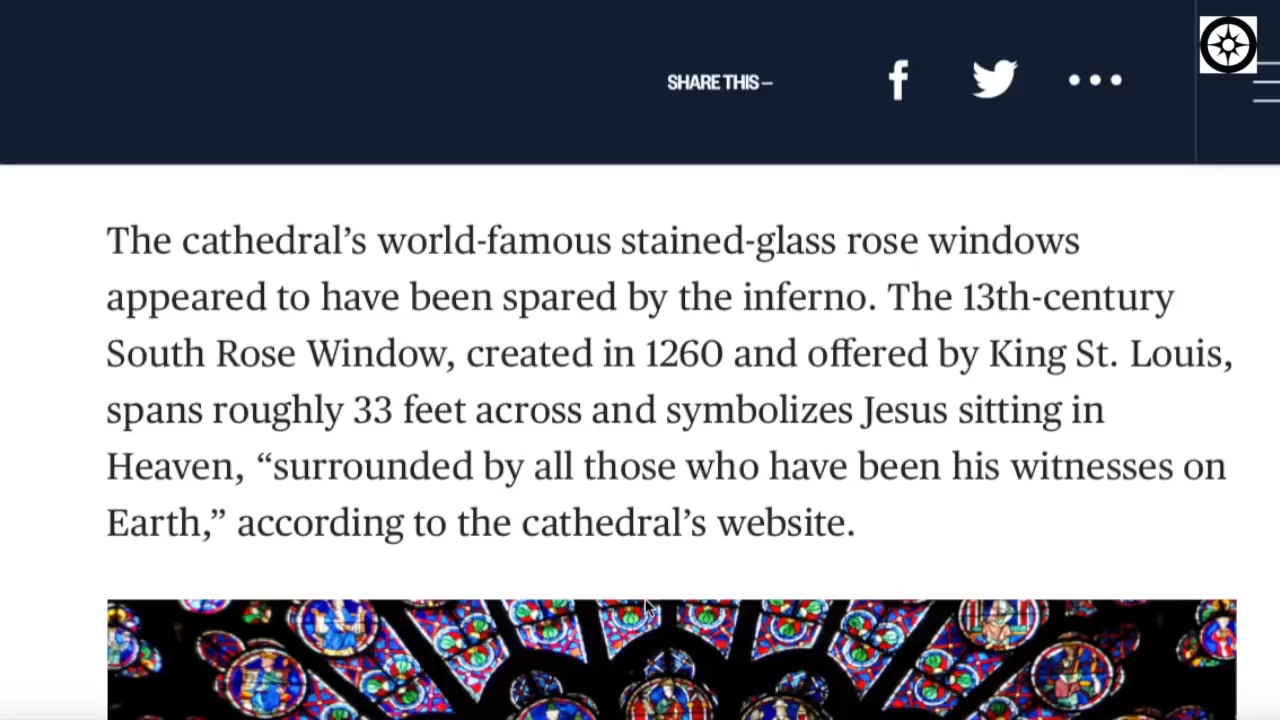 SHARE THIS —
The cathedral’s world-famous stained-glass rose windows
appeared to have been spared by the inferno. The 13th-century
South Rose Window, created in 1260 and offered by King St. Louis,
spans roughly 33 feet across and symbolizes Jesus sitting in
Heaven, “surrounded by all those who have been his witnesses on
Earth,” according to the cathedral’s website.